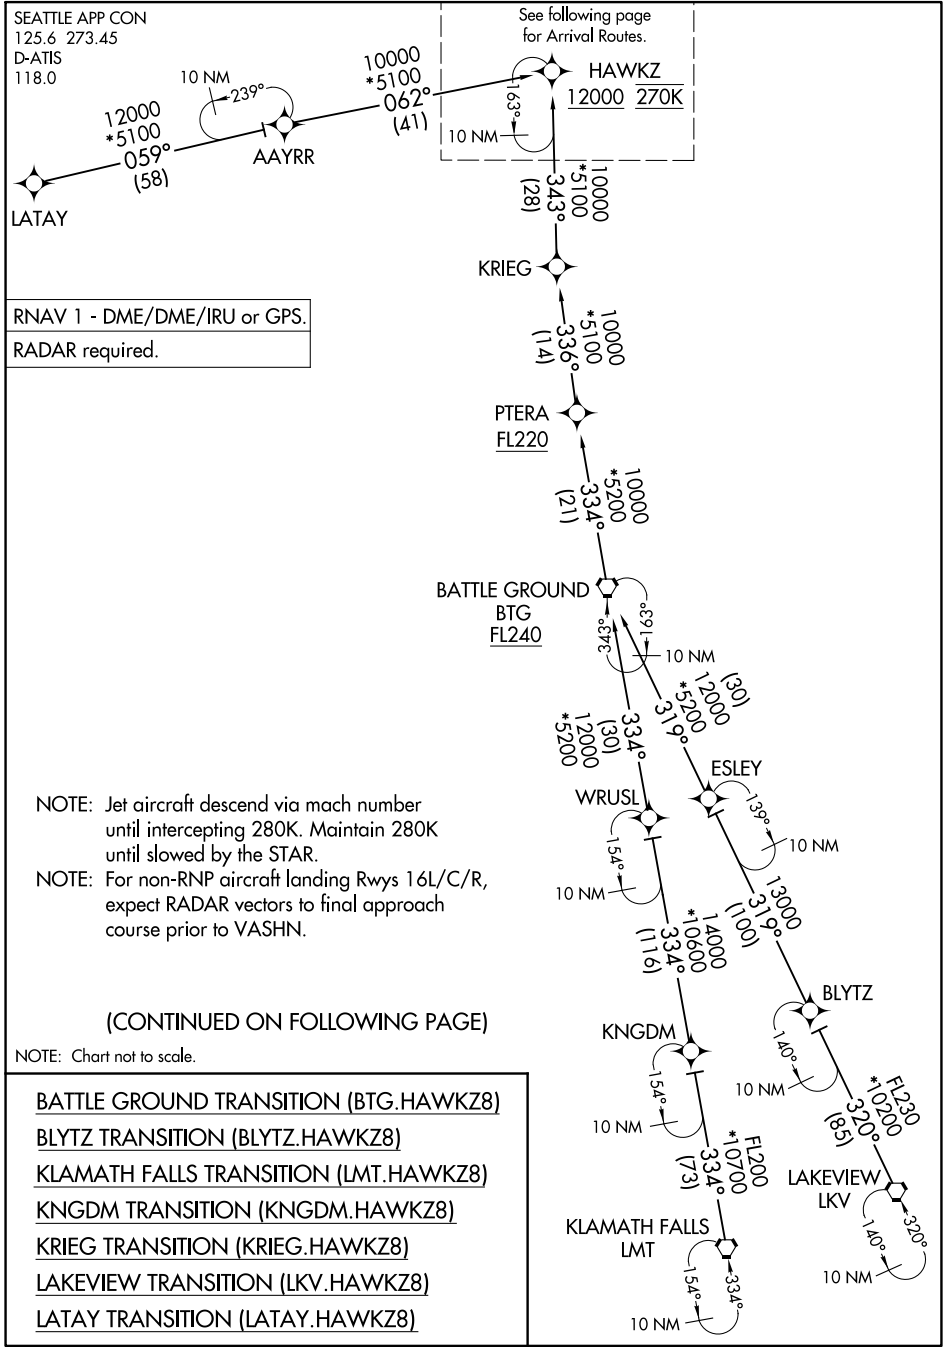 SEATTLE APP CON
125.6 273.45
D-ATIS
118.0
See following page
for Arrival Routes.
HAWKZ
12000 270K
163°
10 NM
10000
*5100
062°
(41)
10 NM
239°
AAYRR
12000
*5100
059°
(58)
LATAY
10000
*5100
343°
(28)
KRIEG
RNAV 1 - DME/DME/IRU or GPS.
RADAR required.
10000
*5100
336°
(14)
PTERA
FL220
10000
*5200
334°
(21)
BATTLE GROUND
BTG
FL240
343°
163°
10 NM
(30)
12000
*5200
319°
334°
(30)
12000
*5200
ESLEY
139°
10 NM
WRUSL
154°
10 NM
NOTE: Jet aircraft descend via mach number
until intercepting 280K. Maintain 280K
until slowed by the STAR.
NOTE: For non-RNP aircraft landing Rwys 16L/C/R,
expect RADAR vectors to final approach
course prior to VASHN.
13000
319°
(100)
14000
*10600
334°
(116)
BLYTZ
140°
10 NM
KNGDM
154°
10 NM
(CONTINUED ON FOLLOWING PAGE)
NOTE: Chart not to scale.
FL230
*10200
320°
(85)
FL200
*10700
334°
(73)
LAKEVIEW
LKV
140°
320°
10 NM
KLAMATH FALLS
LMT
154°
334°
10 NM
BATTLE GROUND TRANSITION (BTG.HAWKZ8)
BLYTZ TRANSITION (BLYTZ.HAWKZ8)
KLAMATH FALLS TRANSITION (LMT.HAWKZ8)
KNGDM TRANSITION (KNGDM.HAWKZ8)
KRIEG TRANSITION (KRIEG.HAWKZ8)
LAKEVIEW TRANSITION (LKV.HAWKZ8)
LATAY TRANSITION (LATAY.HAWKZ8)